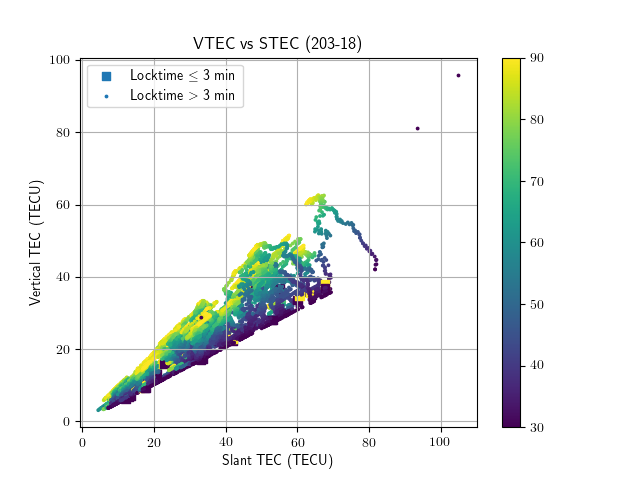 VTEC vs STEC (203-18)
Locktime ≤ 3 min
Locktime > 3 min
Vertical TEC (TECU)
100
80
60
40
20
0
0 20 40 60 80 100
Slant TEC (TECU)
90
80
70
60
50
40
30